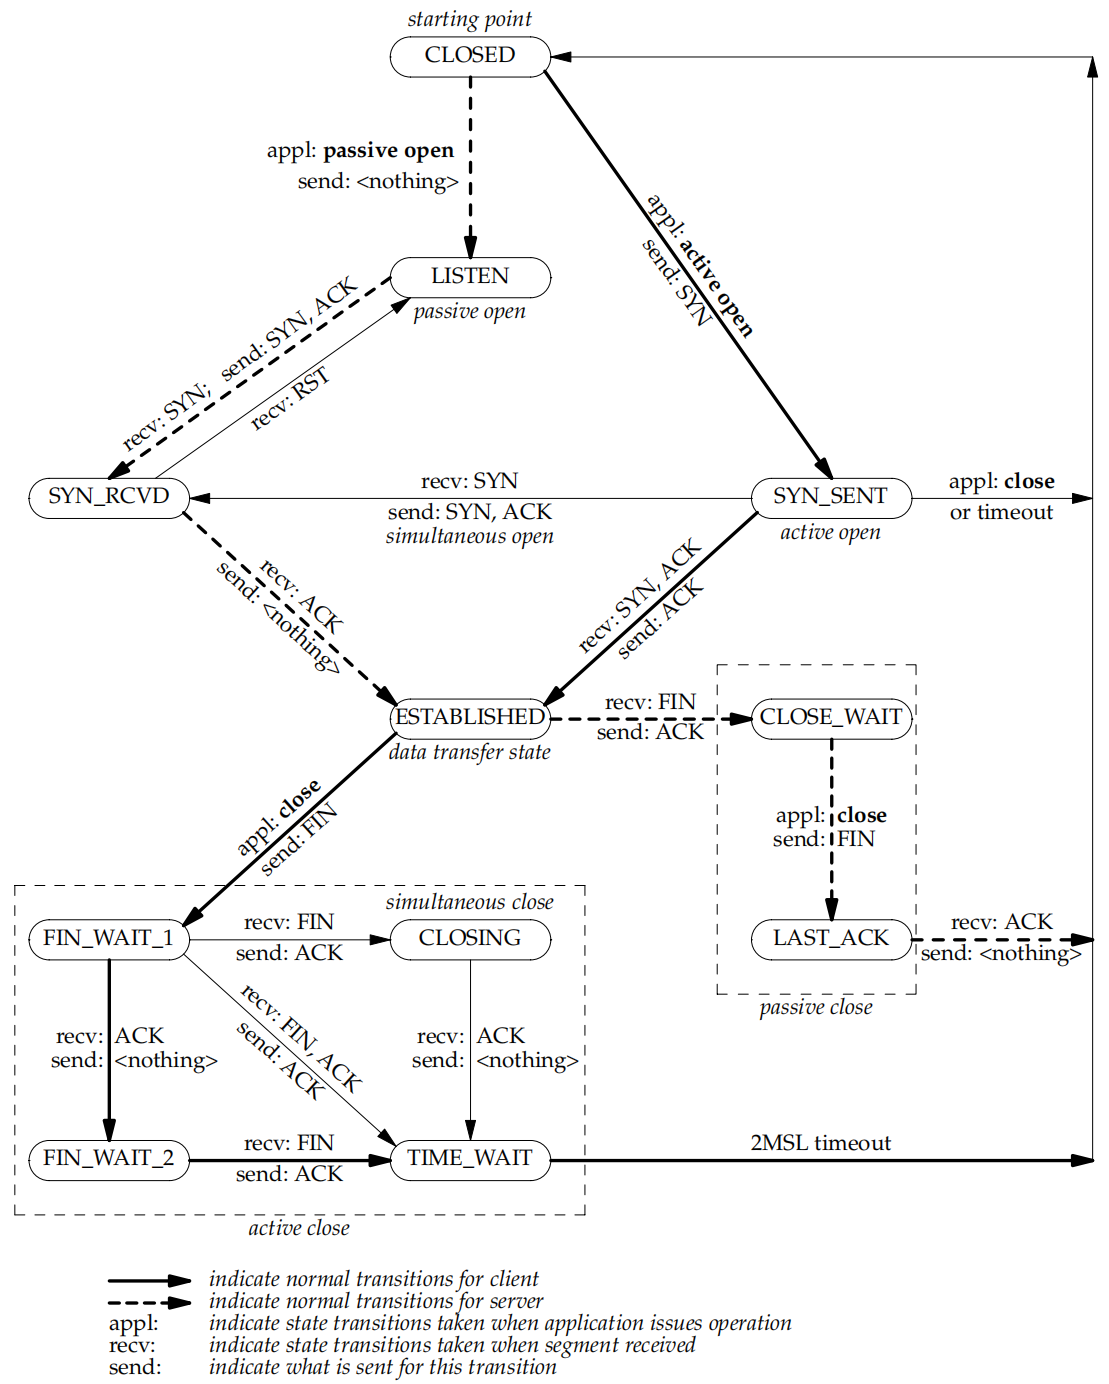 starting point
CLOSED
appl: passive open
send: <nothing>
appl: active open
send: SYN
LISTEN
passive open
recv: SYN; send: SYN, ACK
recv: RST
SYN_RCVD
recv: SYN
send: SYN, ACK
simultaneous open
SYN_SENT
active open
appl: close
or timeout
recv: ACK
send: <nothing>
recv: SYN, ACK
send: ACK
ESTABLISHED
data transfer state
recv: FIN
send: ACK
CLOSE_WAIT
appl: close
send: FIN
appl: close
send: FIN
simultaneous close
FIN_WAIT_1
recv: FIN
send: ACK
CLOSING
LAST_ACK
recv: ACK
send: <nothing>
passive close
recv: ACK
send: <nothing>
recv: FIN, ACK
send: ACK
recv: ACK
send: <nothing>
FIN_WAIT_2
recv: FIN
send: ACK
TIME_WAIT
2MSL timeout
active close
indicate normal transitions for client
indicate normal transitions for server
appl: indicate state transitions taken when application issues operation
recv: indicate state transitions taken when segment received
send: indicate what is sent for this transition